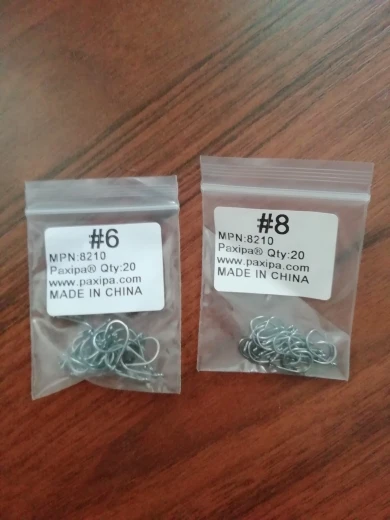 #6
MPN:8210
Paxipa® Qty:20
www.paxipa.com
MADE IN CHINA
#8
MPN:8210
Paxipa® Qty:20
www.paxipa.com
MADE IN CHINA